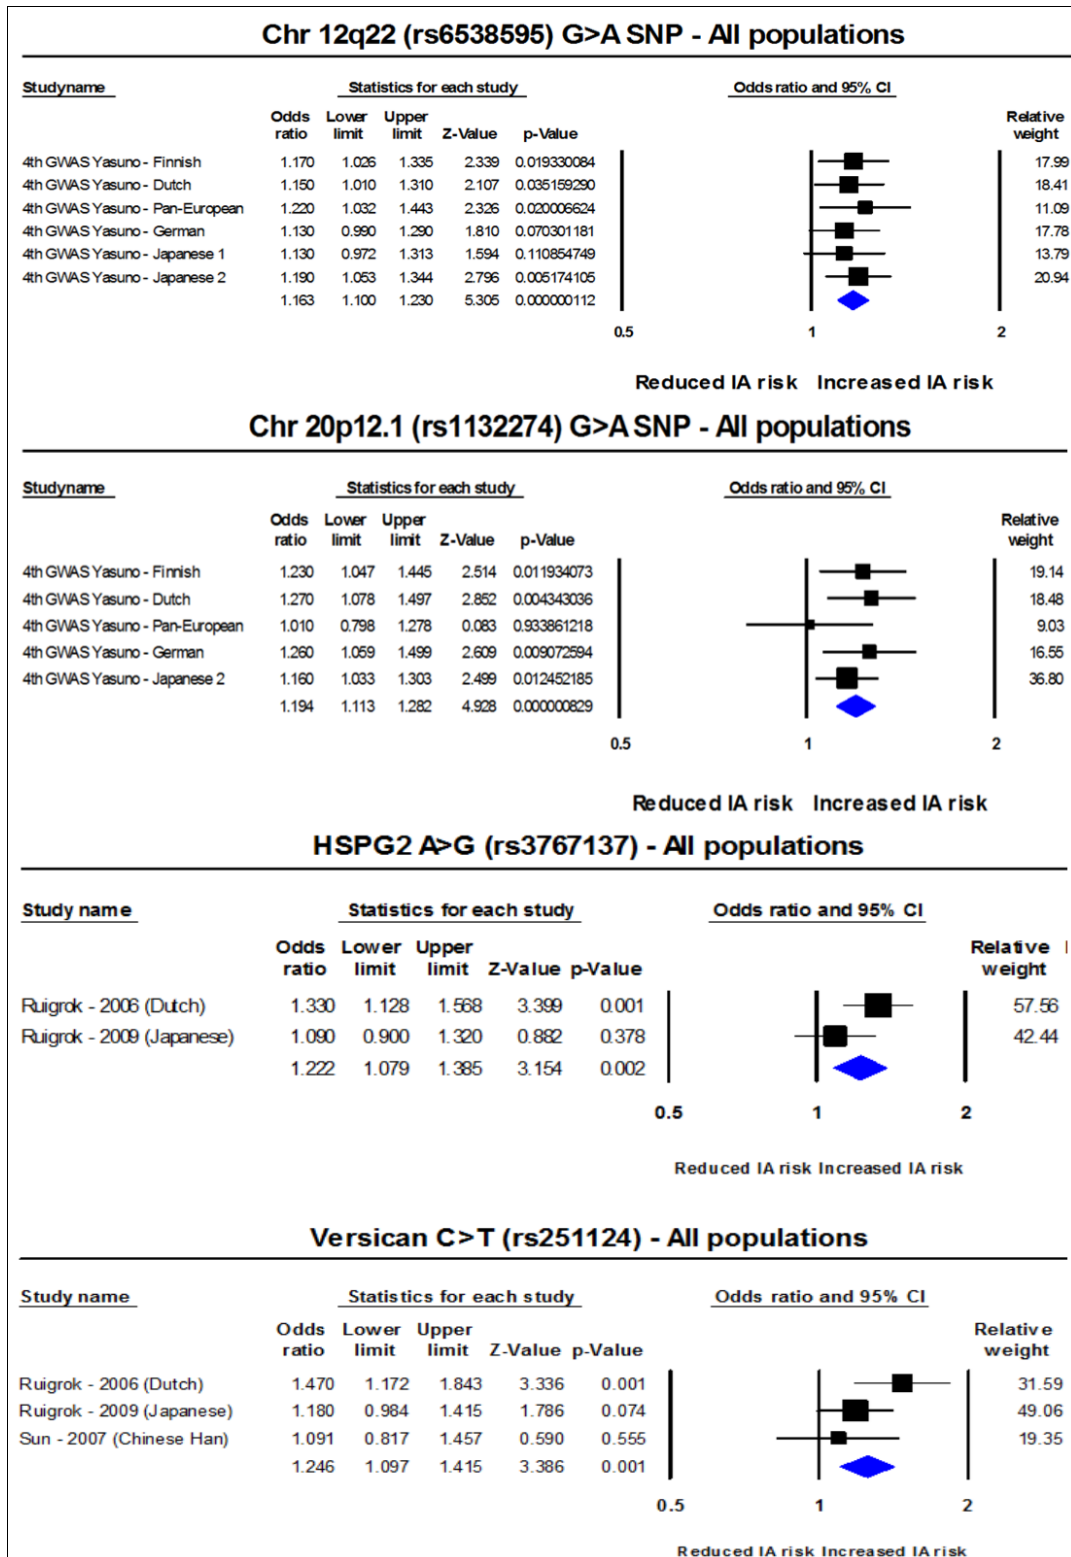 Chr 12q22 (rs6538595) G>A SNP - All populations
Studyname Statistics for each study Odds ratio and 95% CI
Odds Lower Upper Relative
ratio limit limit Z-Value p-Value weight
4th GWAS Yasuno - Finnish 1.170 1.026 1.335 2.339 0.019330084 17.99
4th GWAS Yasuno - Dutch 1.150 1.010 1.310 2.107 0.035159290 18.41
4th GWAS Yasuno - Pan-European 1.220 1.032 1.443 2.326 0.020006624 11.09
4th GWAS Yasuno - German 1.130 0.990 1.290 1.810 0.070301181 17.78
4th GWAS Yasuno - Japanese 1 1.130 0.972 1.313 1.594 0.110854749 13.79
4th GWAS Yasuno - Japanese 2 1.190 1.053 1.344 2.796 0.005174105 20.94
1.163 1.100 1.230 5.305 0.000000112
0.5 1 2
Reduced IA risk Increased IA risk
Chr 20p12.1 (rs1132274) G>A SNP - All populations
Studyname Statistics for each study Odds ratio and 95% CI
Odds Lower Upper Relative
ratio limit limit Z-Value p-Value weight
4th GWAS Yasuno - Finnish 1.230 1.047 1.445 2.514 0.011934073 19.14
4th GWAS Yasuno - Dutch 1.270 1.078 1.497 2.852 0.004343036 18.48
4th GWAS Yasuno - Pan-European 1.010 0.798 1.278 0.083 0.933861218 9.03
4th GWAS Yasuno - German 1.260 1.059 1.499 2.609 0.009072594 16.55
4th GWAS Yasuno - Japanese 2 1.160 1.033 1.303 2.499 0.012452185 36.80
1.194 1.113 1.282 4.928 0.000000829
0.5 1 2
Reduced IA risk Increased IA risk
HSPG2 A>G (rs3767137) - All populations
Study name Statistics for each study Odds ratio and 95% CI
Odds Lower Upper Relative
ratio limit limit Z-Value p-Value weight
Ruigrok - 2006 (Dutch) 1.330 1.128 1.568 3.399 0.001 57.56
Ruigrok - 2009 (Japanese) 1.090 0.900 1.320 0.882 0.378 42.44
1.222 1.079 1.385 3.154 0.002
0.5 1 2
Reduced IA risk Increased IA risk
Versican C>T (rs251124) - All populations
Study name Statistics for each study Odds ratio and 95% CI
Odds Lower Upper Relative
ratio limit limit Z-Value p-Value weight
Ruigrok - 2006 (Dutch) 1.470 1.172 1.843 3.336 0.001 31.59
Ruigrok - 2009 (Japanese) 1.180 0.984 1.415 1.786 0.074 49.06
Sun - 2007 (Chinese Han) 1.091 0.817 1.457 0.590 0.555 19.35
1.246 1.097 1.415 3.386 0.001
0.5 1 2
Reduced IA risk Increased IA risk